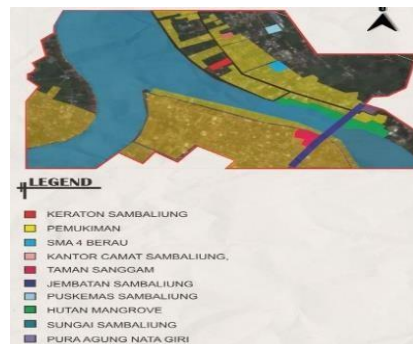 LEGEND
KERATON SAMBALIUNG
PEMUKIMAN
SMA 4 BERAU
KANTOR CAMAT SAMBALIUNG,
TAMAN SANGGAM
JEMBATAN SAMBALIUNG
PUSKEMAS SAMBALIUNG
HUTAN MANGROVE
SUNGAI SAMBALIUNG
PURA AGUNG NATA GIRI